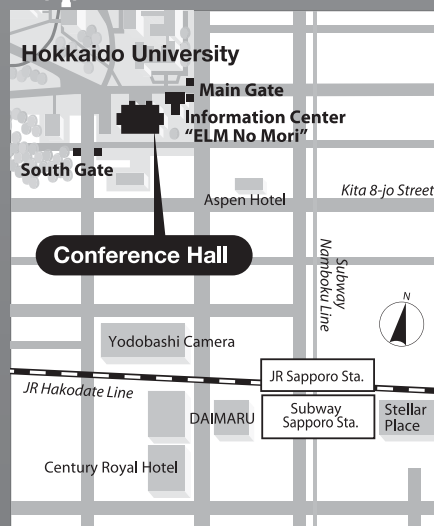 Hokkaido University
Main Gate
Information Center
“ELM No Mori”
South Gate
Kita 8-jo Street
Aspen Hotel
Conference Hall
Subway
Namboku Line
N
Yodobashi Camera
JR Sapporo Sta.
JR Hakodate Line
DAIMARU
Subway
Sapporo Sta.
Stellar
Place
Century Royal Hotel